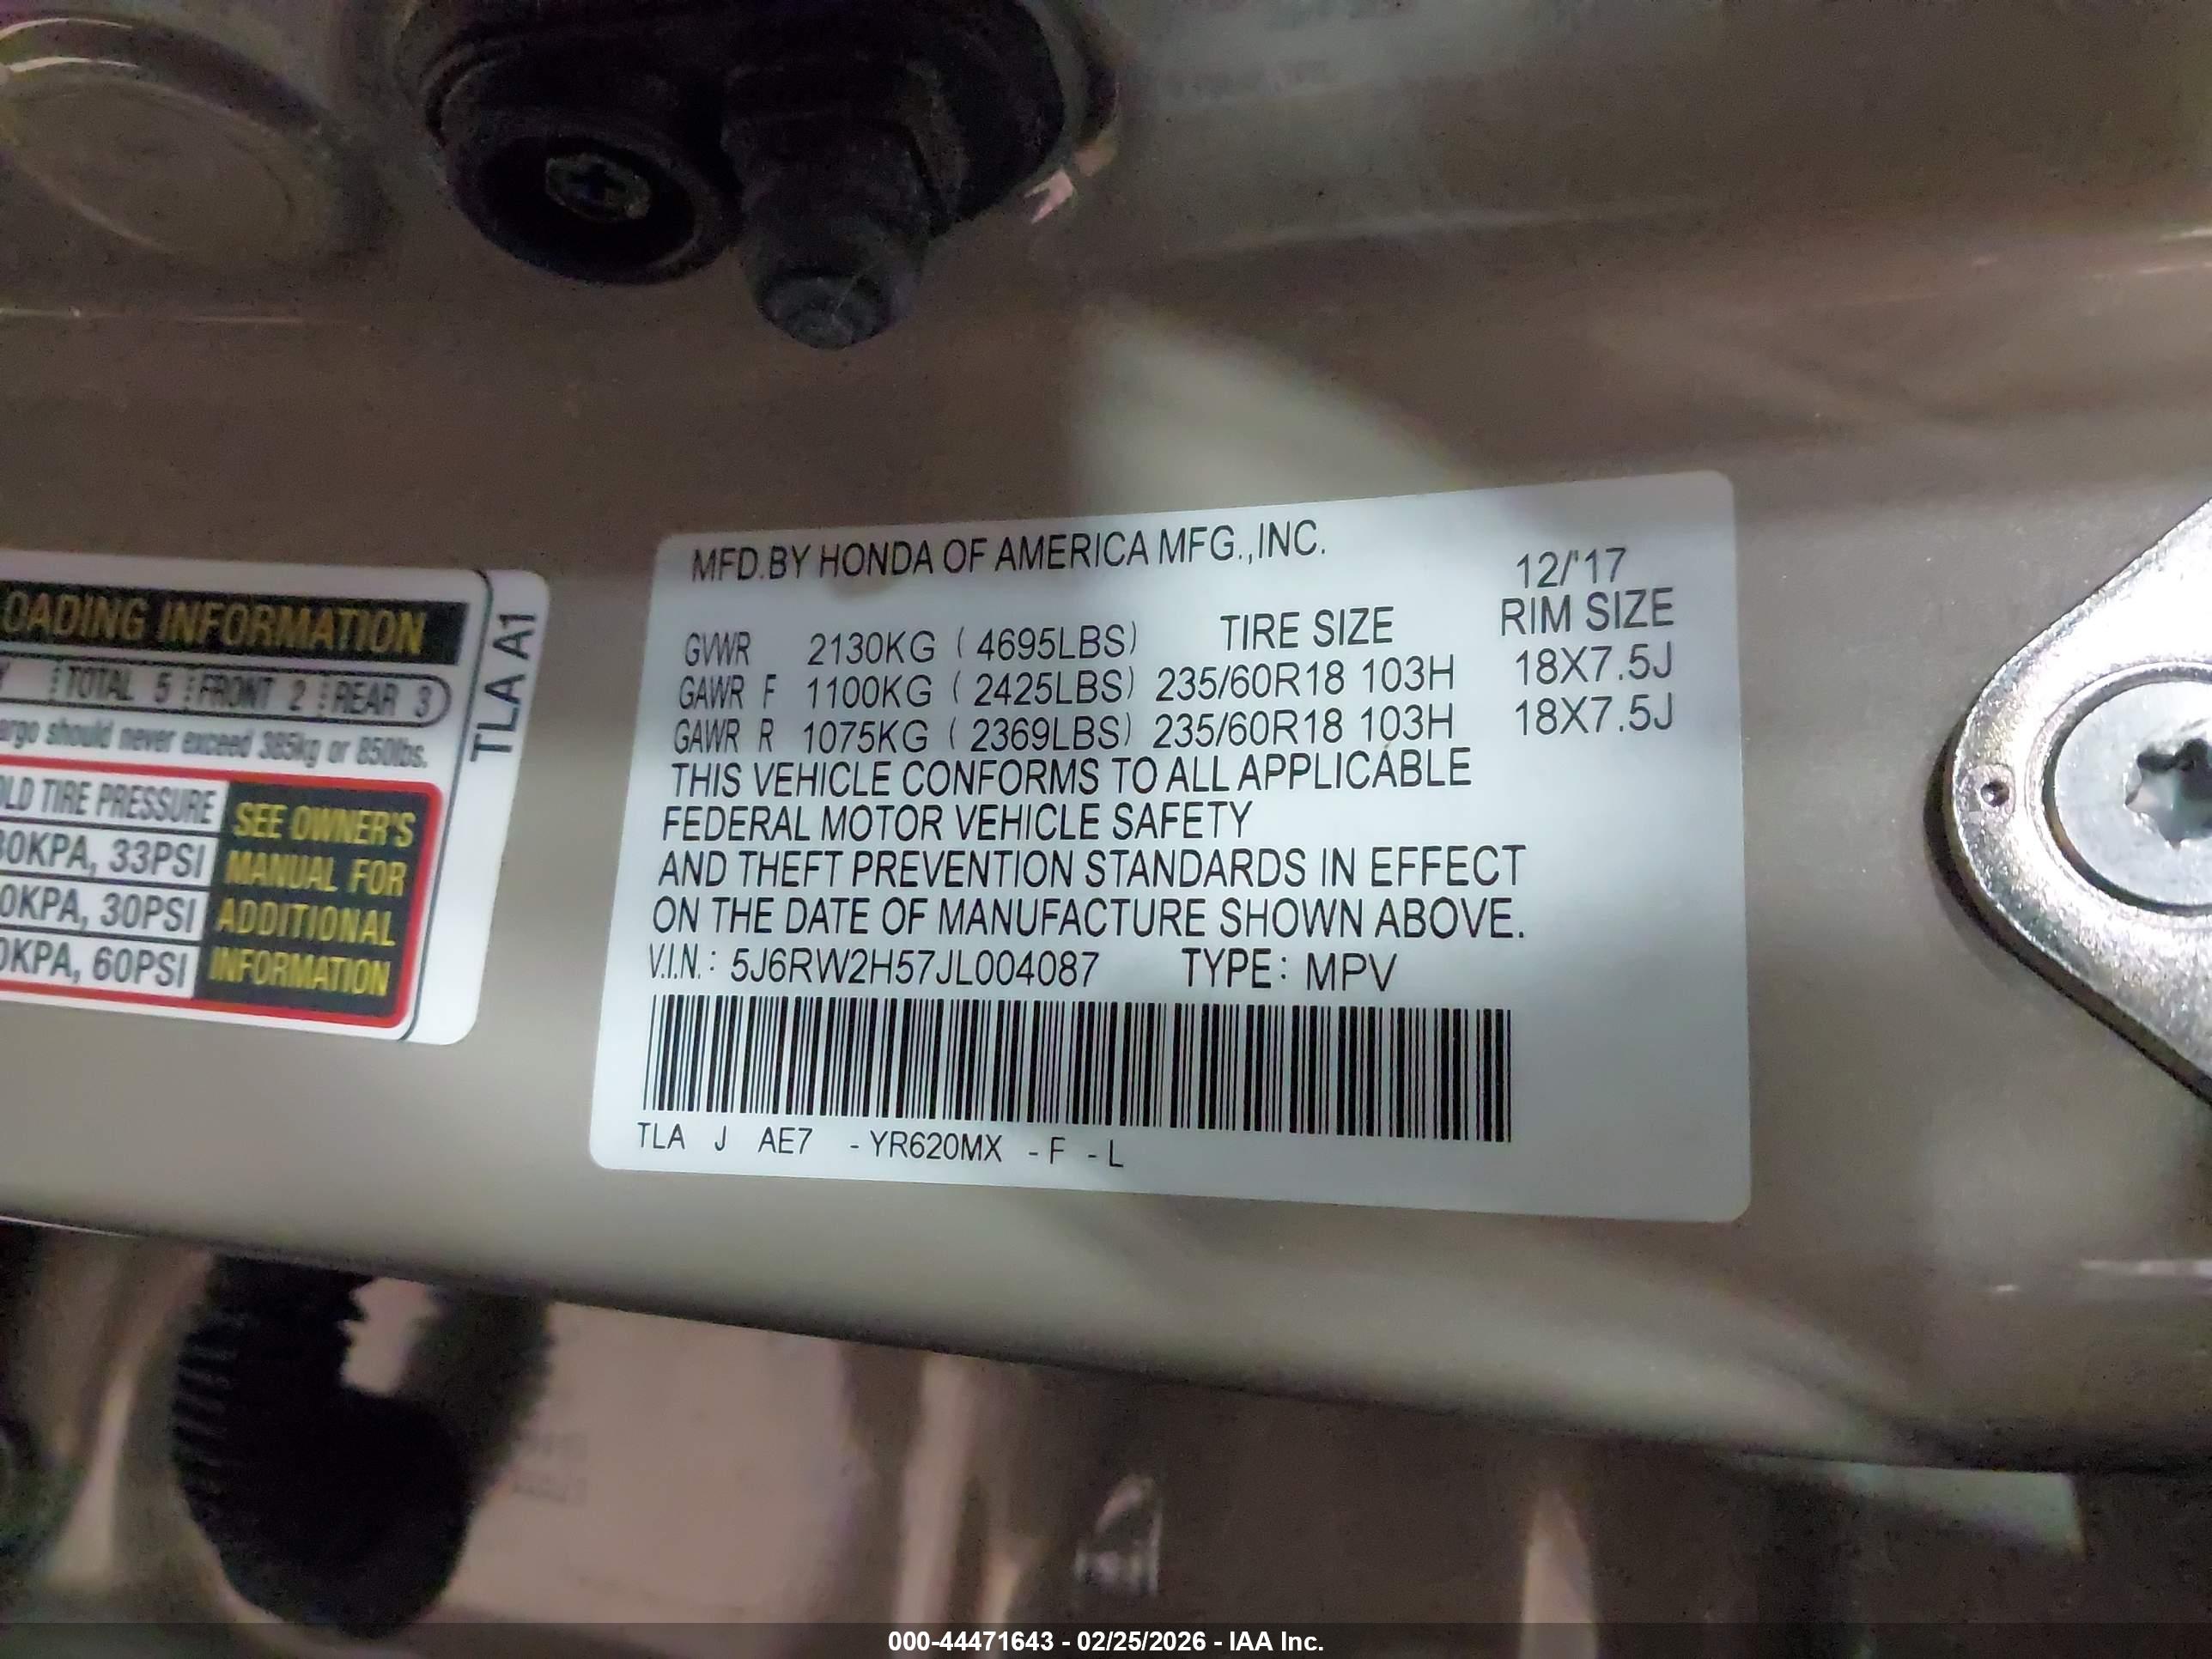 OADING INFORMATION
TOTAL 5 FRONT 2 REAR 3
argo should never exceed 385kg or 850lbs.
OLD TIRE PRESSURE
30KPA, 33PSI
0KPA, 30PSI
0KPA, 60PSI
SEE OWNER'S
MANUAL FOR
ADDITIONAL
INFORMATION
TLA A1
MFD.BY HONDA OF AMERICA MFG.,INC.
12/'17
GVWR 2130KG ( 4695LBS) TIRE SIZE RIM SIZE
GAWR F 1100KG ( 2425LBS) 235/60R18 103H 18X7.5J
GAWR R 1075KG ( 2369LBS) 235/60R18 103H 18X7.5J
THIS VEHICLE CONFORMS TO ALL APPLICABLE
FEDERAL MOTOR VEHICLE SAFETY
AND THEFT PREVENTION STANDARDS IN EFFECT
ON THE DATE OF MANUFACTURE SHOWN ABOVE.
V.I.N.: 5J6RW2H57JL004087 TYPE: MPV
TLA J AE7 - YR620MX - F - L
000-44471643 - 02/25/2026 - IAA Inc.